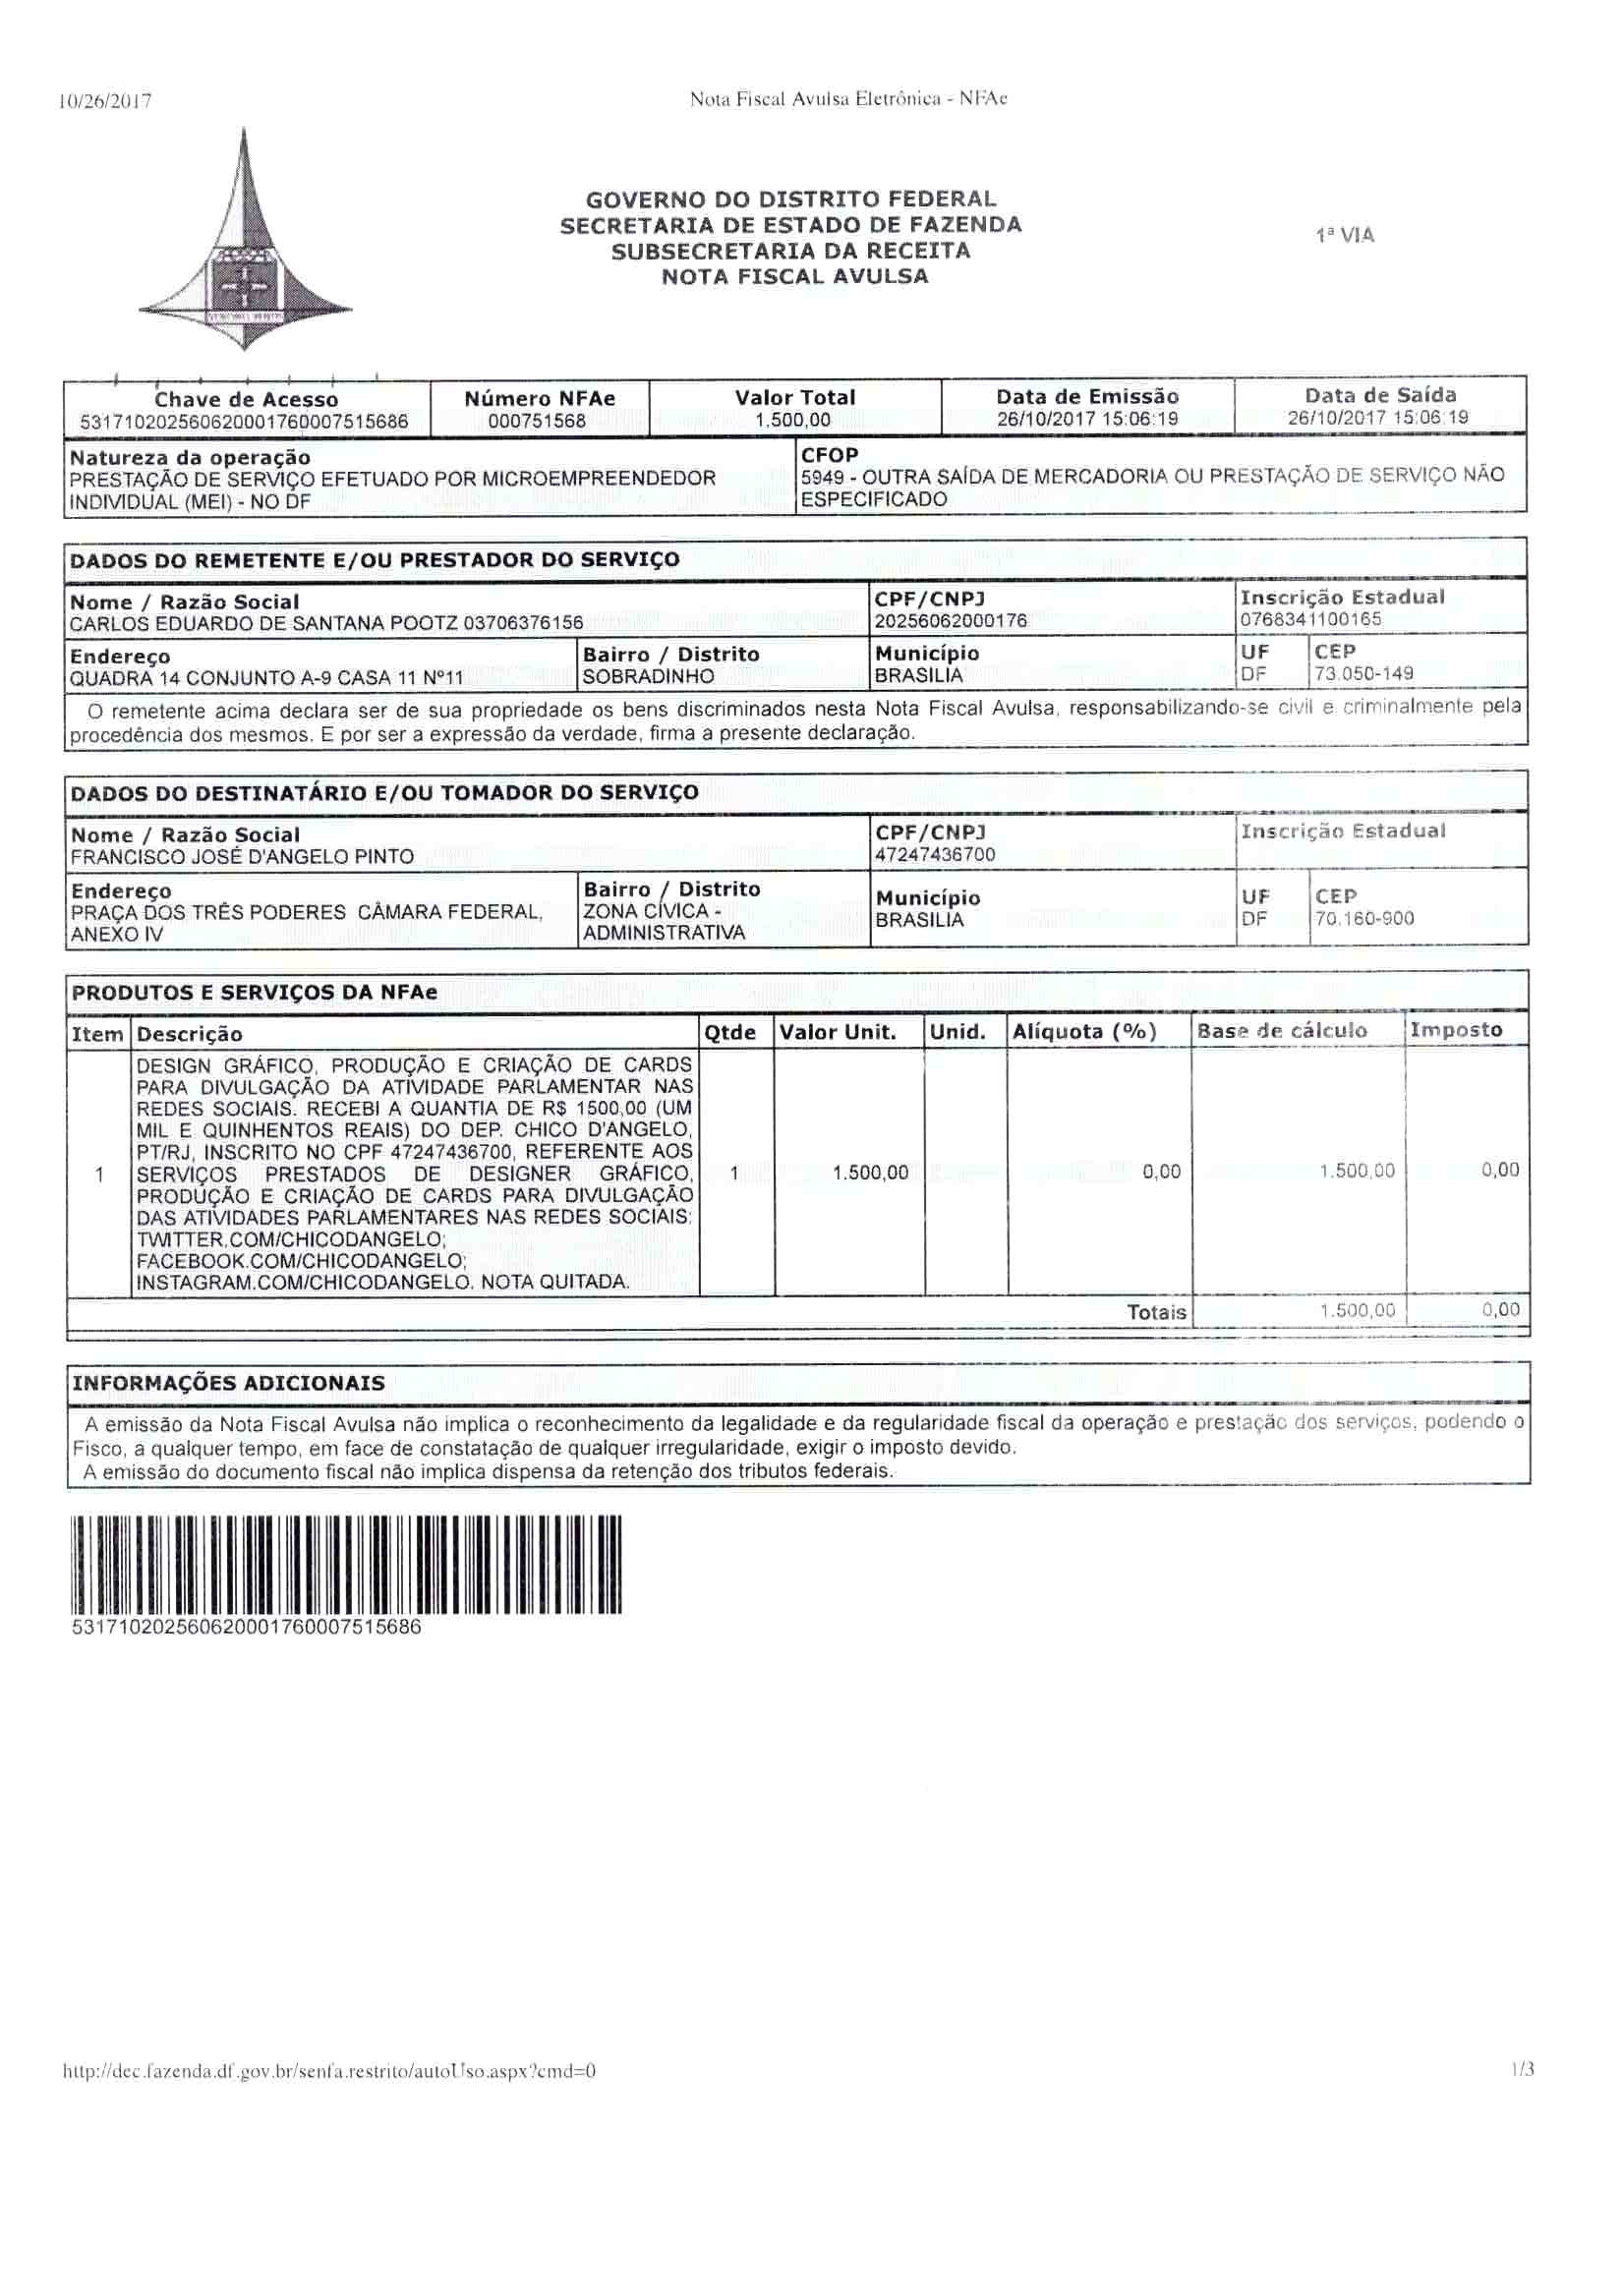 10/26/2017
Nota Fiscal Avulsa Eletrônica - NFAe
GOVERNO DO DISTRITO FEDERAL
SECRETARIA DE ESTADO DE FAZENDA
SUBSECRETARIA DA RECEITA
NOTA FISCAL AVULSA
1ª VIA
Chave de Acesso
Número NFAe
Valor Total
Data de Emissão
Data de Saída
53171020256062000176000751568​6
000751568
1.500,00
26/10/2017 15:06:19
26/10/2017 15:06:19
Natureza da operação
PRESTAÇÃO DE SERVIÇO EFETUADO POR MICROEMPREENDEDOR
INDIVIDUAL (MEI) - NO DF
CFOP
5949 - OUTRA SAÍDA DE MERCADORIA OU PRESTAÇÃO DE SERVIÇO NÃO
ESPECIFICADO
DADOS DO REMETENTE E/OU PRESTADOR DO SERVIÇO
Nome / Razão Social
CARLOS EDUARDO DE SANTANA POOTZ 03706376156
CPF/CNPJ
20256062000176
Inscrição Estadual
0768341100165
Endereço
QUADRA 14 CONJUNTO A-9 CASA 11 Nº11
Bairro / Distrito
SOBRADINHO
Município
BRASILIA
UF
DF
CEP
73.050-149
O remetente acima declara ser de sua propriedade os bens discriminados nesta Nota Fiscal Avulsa, responsabilizando-se civil e criminalmente pela
procedência dos mesmos. E por ser a expressão da verdade, firma a presente declaração.
DADOS DO DESTINATÁRIO E/OU TOMADOR DO SERVIÇO
Nome / Razão Social
FRANCISCO JOSÉ D'ANGELO PINTO
CPF/CNPJ
47247436700
Inscrição Estadual
Endereço
PRAÇA DOS TRÊS PODERES CÂMARA FEDERAL,
ANEXO IV
Bairro / Distrito
ZONA CÍVICA -
ADMINISTRATIVA
Município
BRASILIA
UF
DF
CEP
70.160-900
PRODUTOS E SERVIÇOS DA NFAe
Item Descrição Qtde Valor Unit. Unid. Alíquota (%) Base de cálculo Imposto
DESIGN GRÁFICO, PRODUÇÃO E CRIAÇÃO DE CARDS
PARA DIVULGAÇÃO DA ATIVIDADE PARLAMENTAR NAS
REDES SOCIAIS. RECEBI A QUANTIA DE R$ 1500,00 (UM
MIL E QUINHENTOS REAIS) DO DEP. CHICO D'ANGELO,
PT/RJ, INSCRITO NO CPF 47247436700, REFERENTE AOS
1 SERVIÇOS PRESTADOS DE DESIGNER GRÁFICO, 1 1.500,00 0,00 1.500,00 0,00
PRODUÇÃO E CRIAÇÃO DE CARDS PARA DIVULGAÇÃO
DAS ATIVIDADES PARLAMENTARES NAS REDES SOCIAIS:
TWITTER.COM/CHICODANGELO;
FACEBOOK.COM/CHICODANGELO;
INSTAGRAM.COM/CHICODANGELO. NOTA QUITADA.
Totais 1.500,00 0,00
INFORMAÇÕES ADICIONAIS
A emissão da Nota Fiscal Avulsa não implica o reconhecimento da legalidade e da regularidade fiscal da operação e prestação dos serviços, podendo o
Fisco, a qualquer tempo, em face de constatação de qualquer irregularidade, exigir o imposto devido.
A emissão do documento fiscal não implica dispensa da retenção dos tributos federais.
531710202560620001760007515686
http://dec.fazenda.df.gov.br/senfa.restrito/autoUso.aspx?cmd=0
1/3